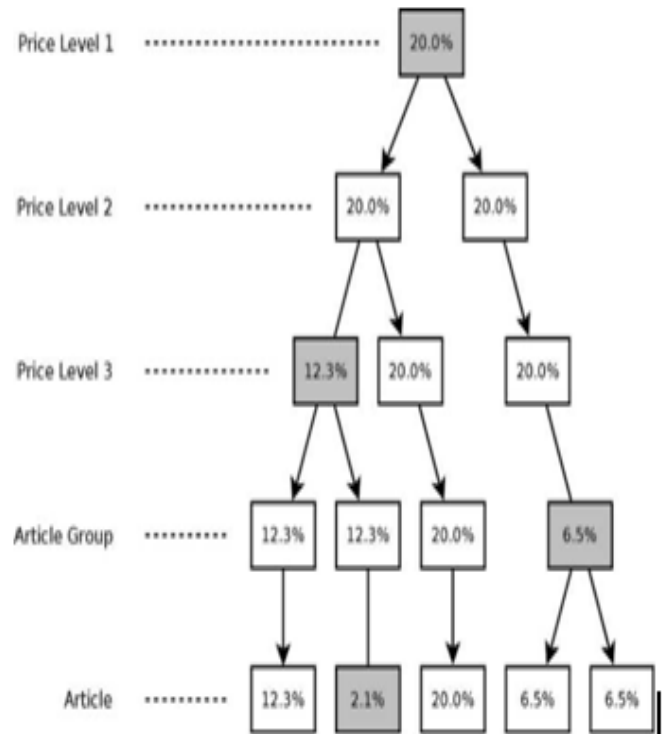 Price Level 1 20.0%
Price Level 2 20.0% 20.0%
Price Level 3 12.3% 20.0% 20.0%
Article Group 12.3% 12.3% 20.0% 6.5%
Article 12.3% 2.1% 20.0% 6.5% 6.5%